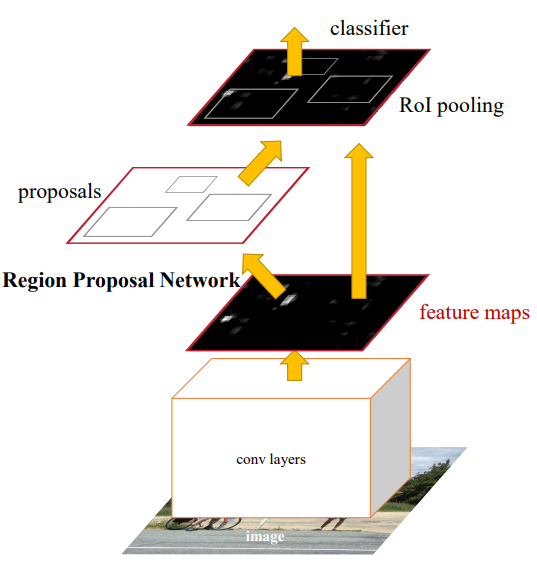 classifier
RoI pooling
proposals
Region Proposal Network
feature maps
conv layers
image